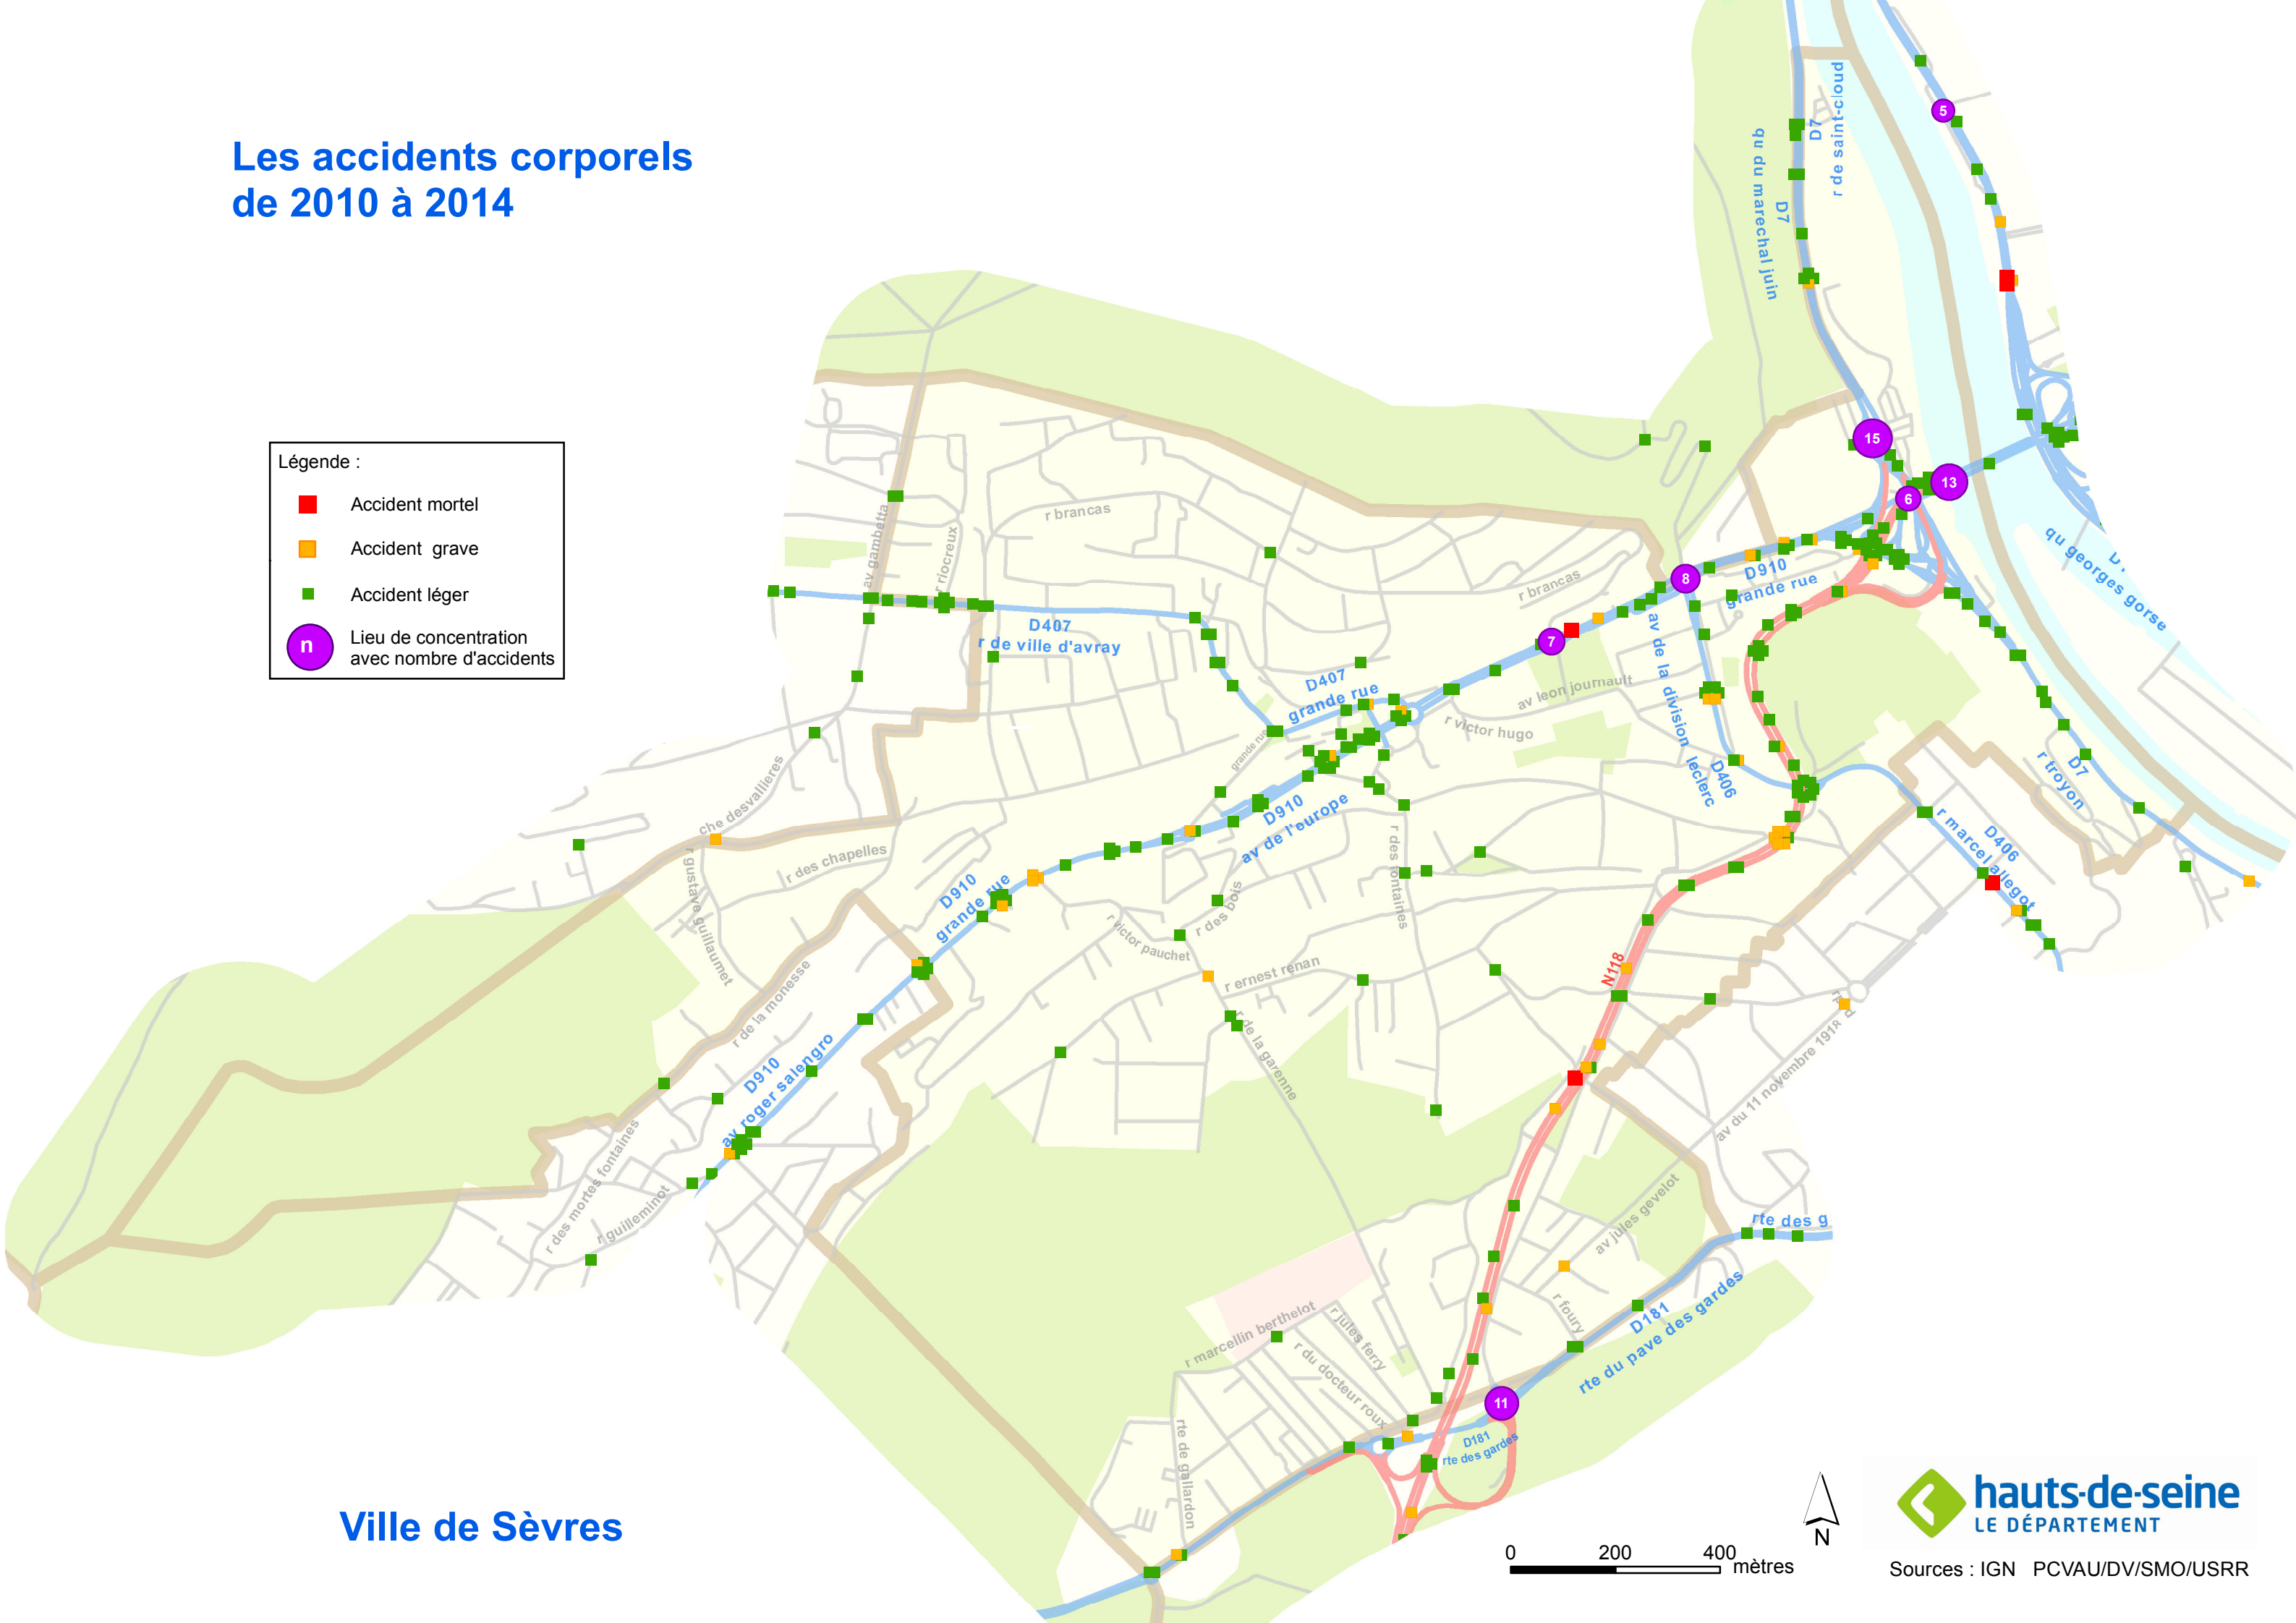 Les accidents corporels
de 2010 à 2014
Légende :
Accident mortel
Accident  grave
Accident léger
n
Lieu de concentration
avec nombre d'accidents
5
D7
r de saint-cloud
qu du marechal juin
D7
15
13
6
qu georges gorse
8
D910
grande rue
r brancas
av gambetta
r riocreux
r brancas
7
D407
r de ville d'avray
D407
grande rue
av leon journault
r victor hugo
av de la division leclerc
D406
grande rue
D7
r troyon
che desvallieres
D910
av de l'europe
r des fontaines
D406
r marcel allegot
r gustave guillaumet
r des chapelles
D910
grande rue
r des bois
r victor pauchet
r ernest renan
N118
r de la monesse
D910
av roger salengro
r de la garenne
av du 11 novembre 1918
r des mortes fontaines
r guilleminot
av jules gevelot
rte des g
r foury
D181
rte du pave des gardes
r marcellin berthelot
r jules ferry
r du docteur roux
11
D181
rte des gardes
rte de gallardon
Ville de Sèvres
0 200 400
mètres
N
hauts-de-seine
LE DÉPARTEMENT
Sources : IGN   PCVAU/DV/SMO/USRR